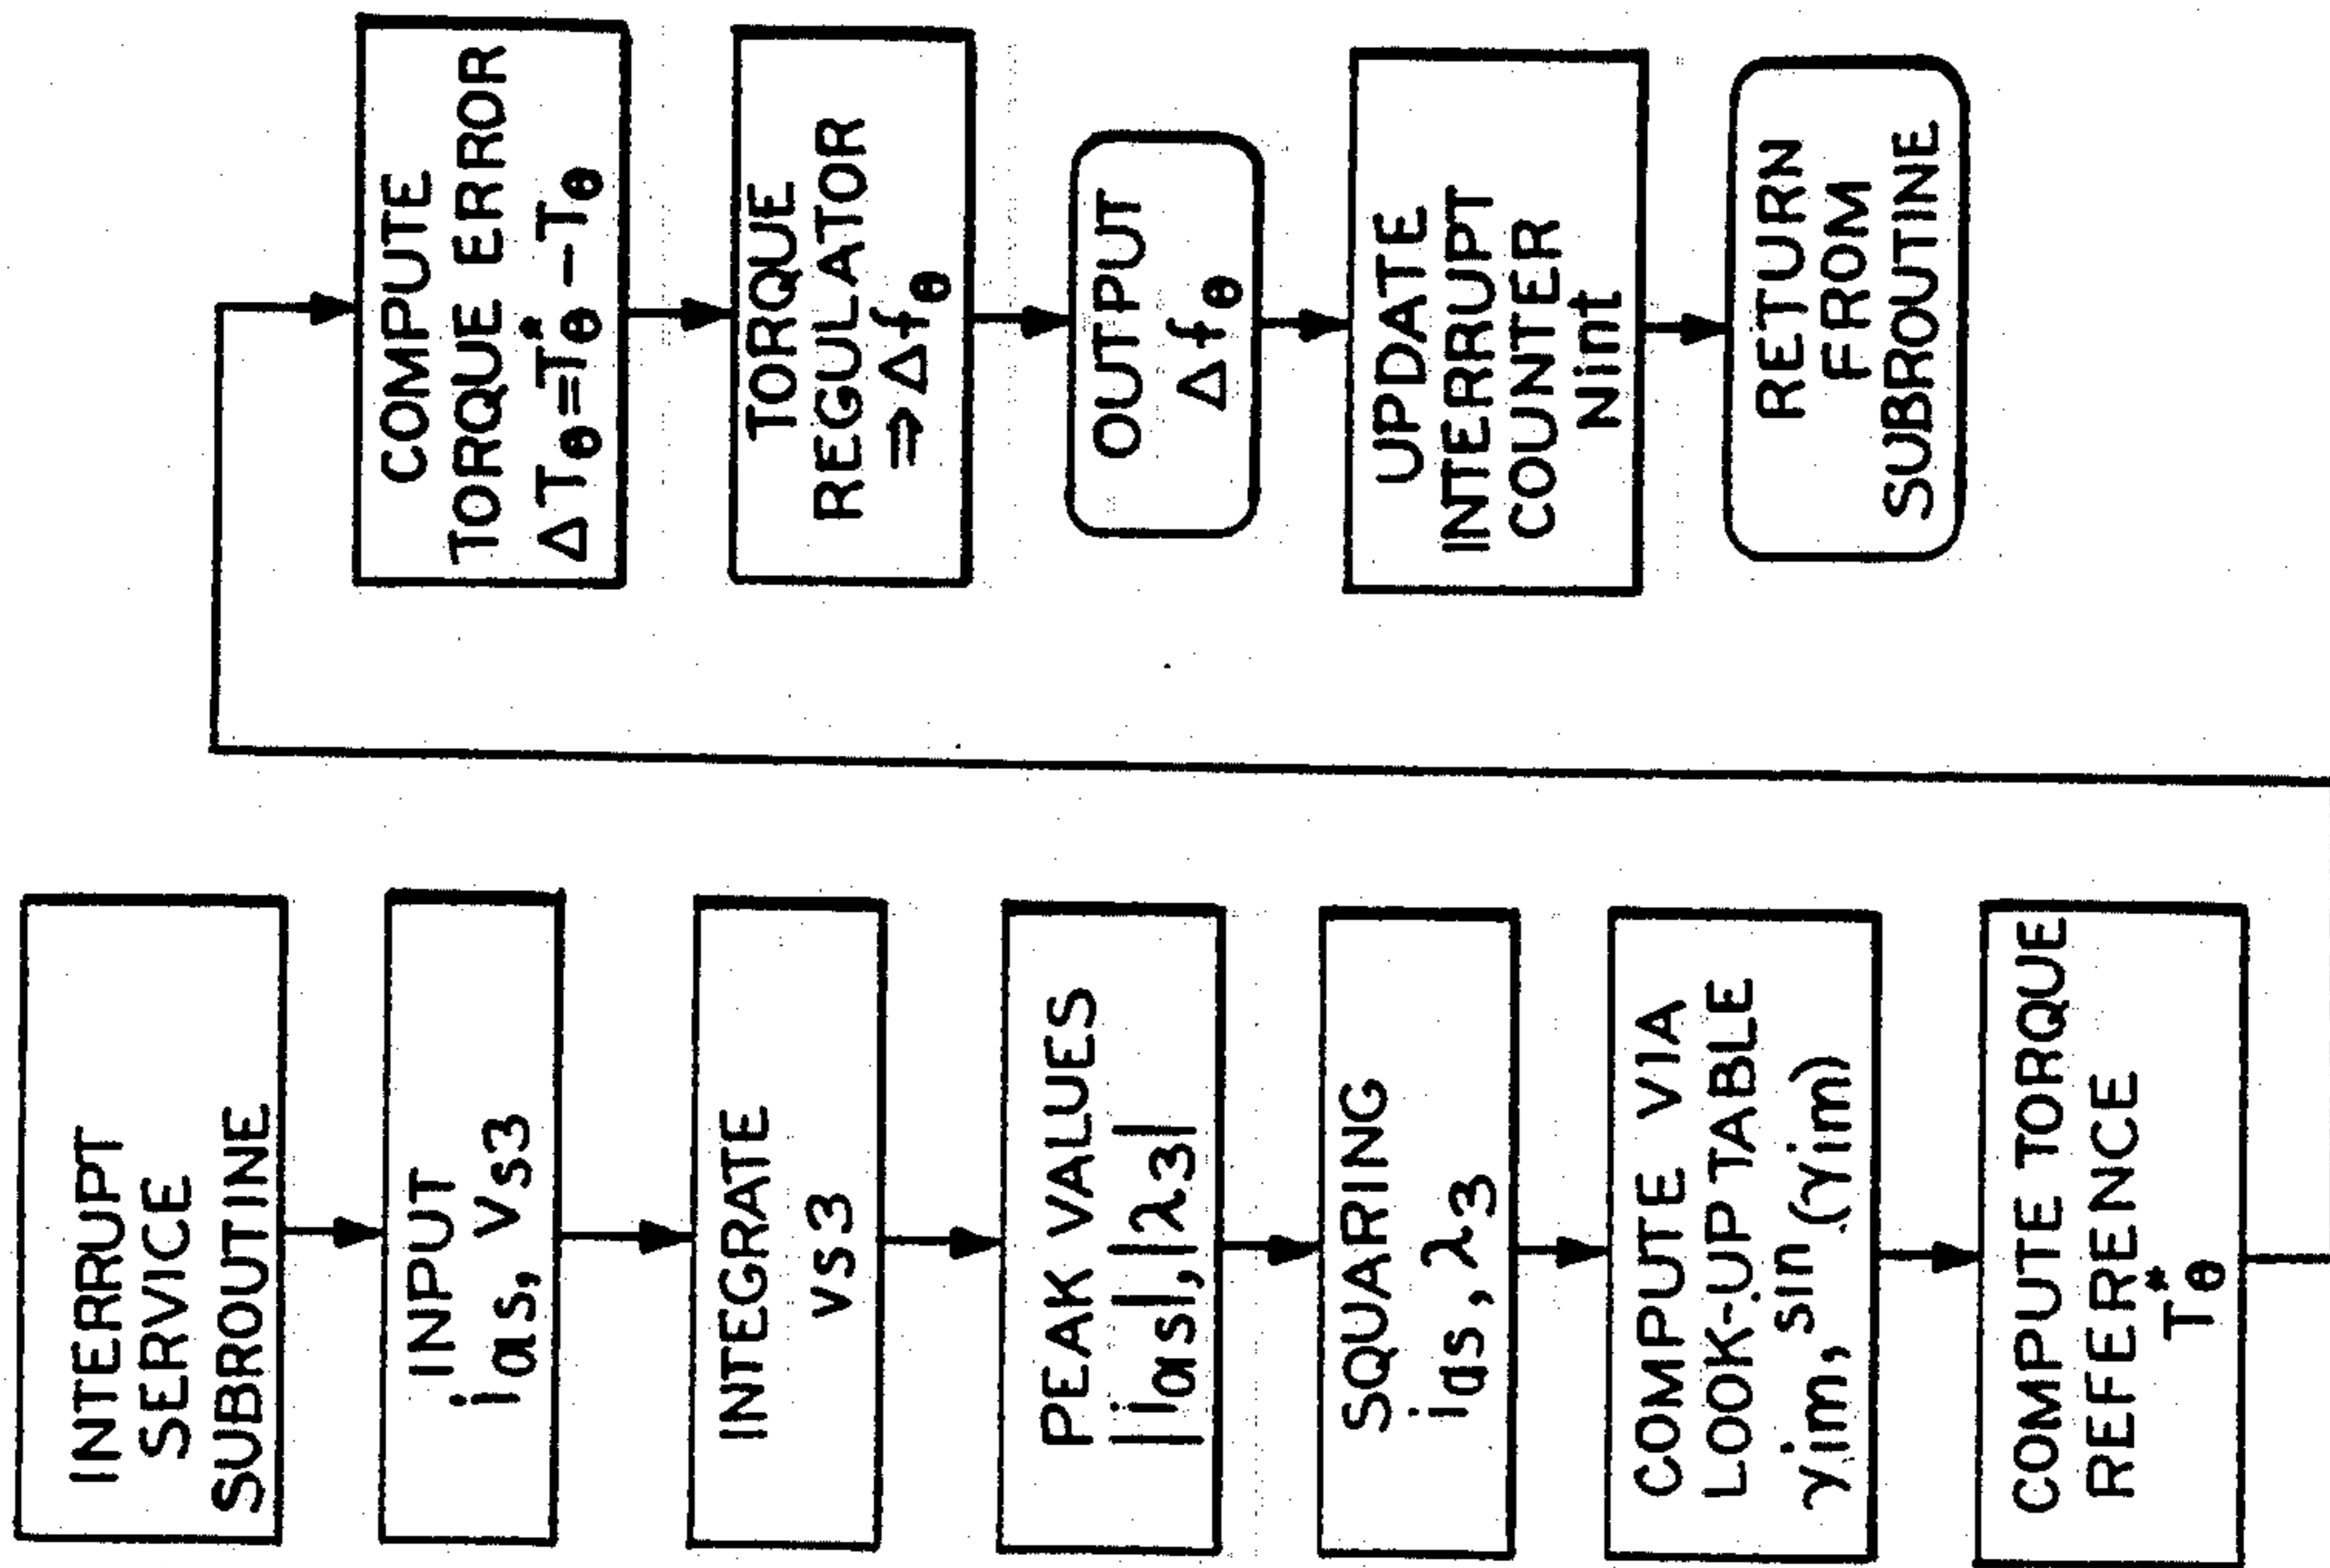 INTERRUPT
SERVICE
SUBROUTINE
INPUT
ias, Vs3
INTEGRATE
vs3
PEAK VALUES
|ias|, |λ3|
SQUARING
ias, λ3
COMPUTE VIA
LOOK-UP TABLE
γim, sin (γim)
COMPUTE TORQUE
REFERENCE
T*e
COMPUTE
TORQUE ERROR
ΔTe=T*e-Te
TORQUE
REGULATOR
⇒Δfe
OUTPUT
Δfe
UPDATE
INTERRUPT
COUNTER
Nint
RETURN
FROM
SUBROUTINE